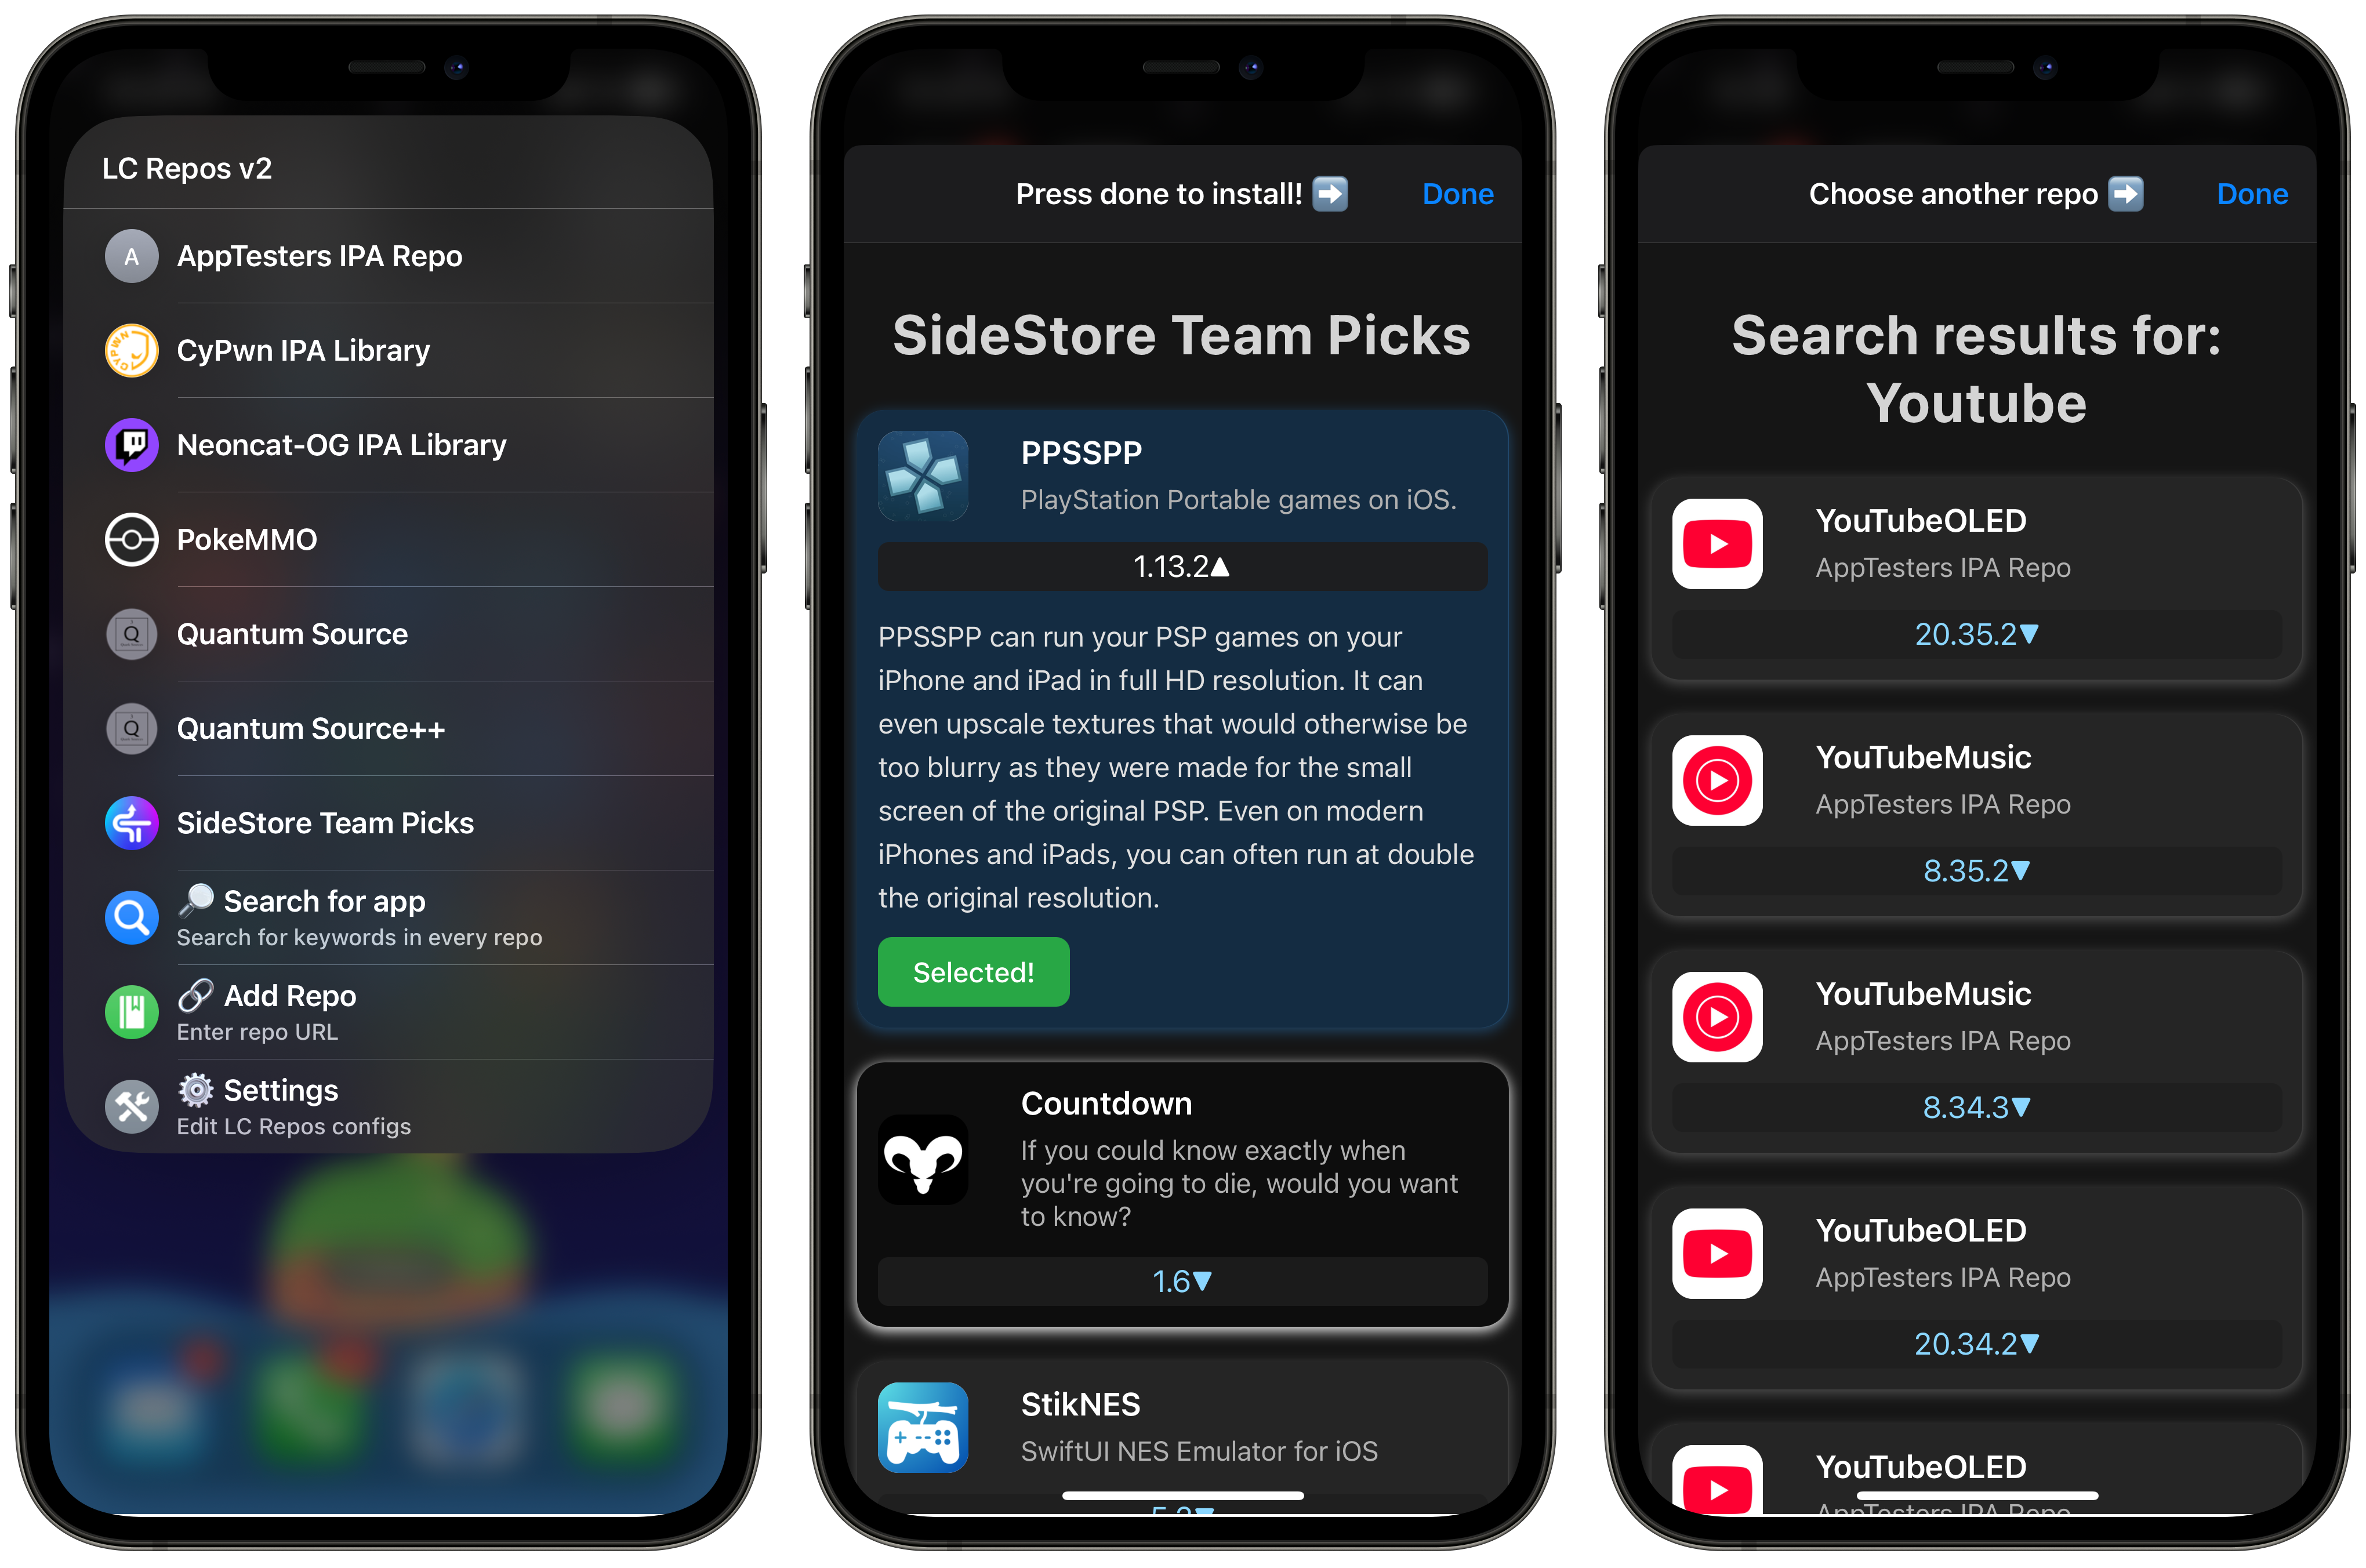 LC Repos v2
A
AppTesters IPA Repo
CYPWN
CyPwn IPA Library
Neoncat-OG IPA Library
PokeMMO
Q
Quantum Source
Q
Quantum Source++
SideStore Team Picks
🔎 Search for app
Search for keywords in every repo
🔗 Add Repo
Enter repo URL
⚙️ Settings
Edit LC Repos configs
Press done to install! ➡️
Done
SideStore Team Picks
PPSSPP
PlayStation Portable games on iOS.
1.13.2▲
PPSSPP can run your PSP games on your
iPhone and iPad in full HD resolution. It can
even upscale textures that would otherwise be
too blurry as they were made for the small
screen of the original PSP. Even on modern
iPhones and iPads, you can often run at double
the original resolution.
Selected!
Countdown
If you could know exactly when
you're going to die, would you want
to know?
1.6▼
StikNES
SwiftUI NES Emulator for iOS
Choose another repo ➡️
Done
Search results for:
Youtube
YouTubeOLED
AppTesters IPA Repo
20.35.2▼
YouTubeMusic
AppTesters IPA Repo
8.35.2▼
YouTubeMusic
AppTesters IPA Repo
8.34.3▼
YouTubeOLED
AppTesters IPA Repo
20.34.2▼
YouTubeOLED
AppTesters IPA Repo